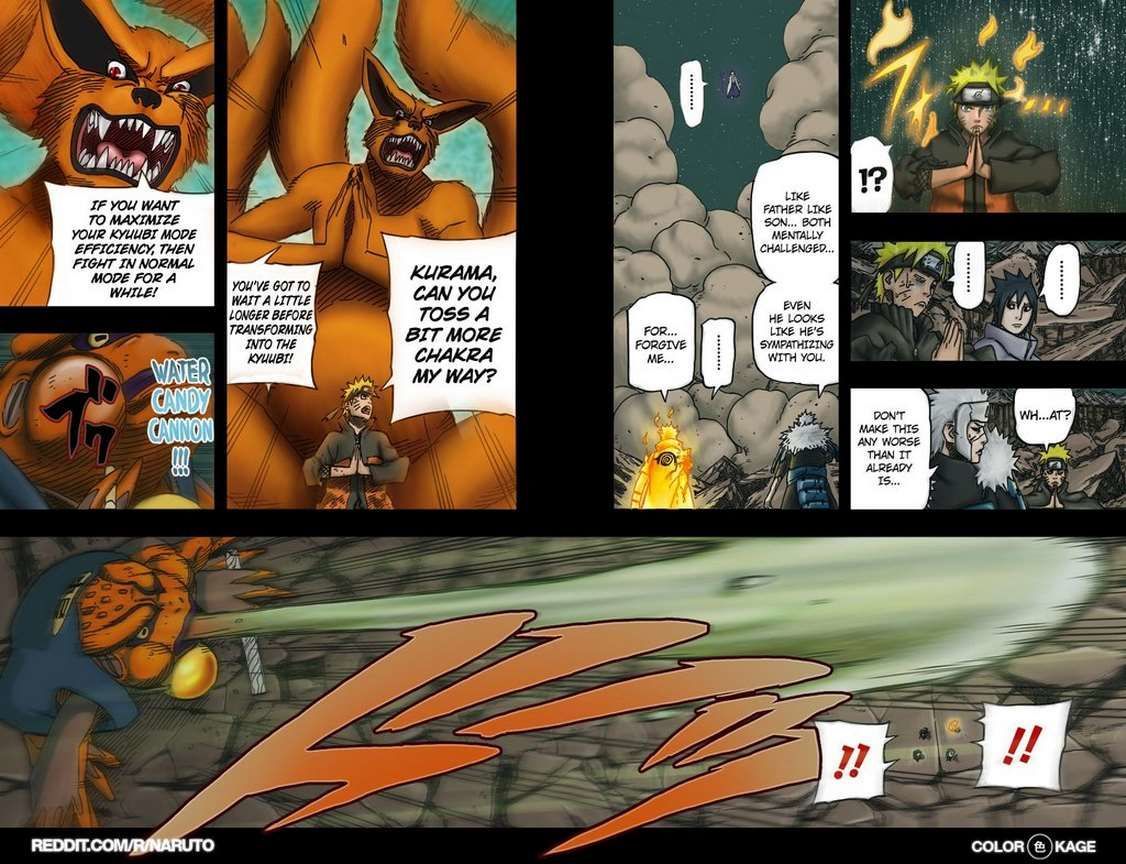 !?
........
........
WH...AT?
DON'T
MAKE THIS
ANY WORSE
THAN IT
ALREADY
IS...
........
LIKE
FATHER LIKE
SON... BOTH
MENTALLY
CHALLENGED...
EVEN
HE LOOKS
LIKE HE'S
SYMPATHIZING
WITH YOU.
......
FOR...
FORGIVE
ME...
KURAMA,
CAN YOU
TOSS A
BIT MORE
CHAKRA
MY WAY?
YOU'VE GOT TO
WAIT A LITTLE
LONGER BEFORE
TRANSFORMING
INTO THE
KYUUBI!
IF YOU WANT
TO MAXIMIZE
YOUR KYUUBI MODE
EFFICIENCY, THEN
FIGHT IN NORMAL
MODE FOR A
WHILE!
WATER
CANDY
CANNON
!!!
!!
!!
REDDIT.COM/R/NARUTO
COLOR 色 KAGE